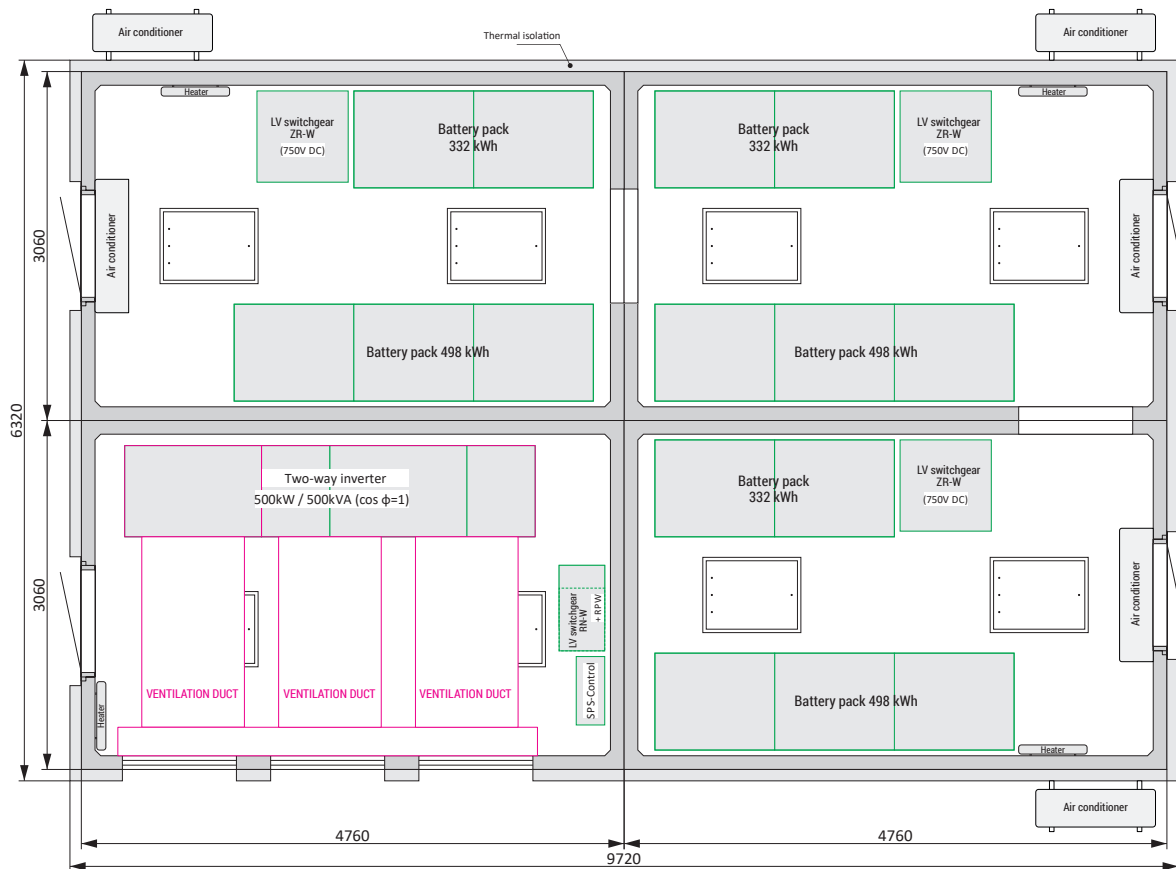 Air conditioner
Air conditioner
Thermal isolation
Heater
Heater
LV switchgear
ZR-W
(750V DC)
Battery pack
332 kWh
Battery pack
332 kWh
LV switchgear
ZR-W
(750V DC)
Air conditioner
Air conditioner
3060
Battery pack 498 kWh
Battery pack 498 kWh
6320
Two-way inverter
500kW / 500kVA (cos ϕ=1)
Battery pack
332 kWh
LV switchgear
ZR-W
(750V DC)
3060
LV switchgear
RN-W
+ RPW
Air conditioner
SPS-Control
VENTILATION DUCT
VENTILATION DUCT
VENTILATION DUCT
Heater
Battery pack 498 kWh
Heater
Air conditioner
4760
4760
9720